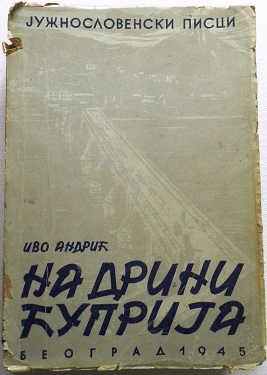 ЈУЖНОСЛОВЕНСКИ ПИСЦИ
ИВО АНДРИЋ
НА ДРИНИ
ЋУПРИЈА
БЕОГРАД 1945